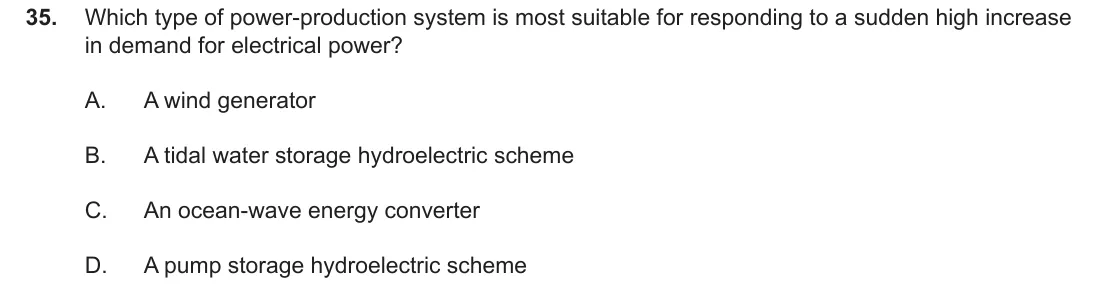 35. Which type of power-production system is most suitable for responding to a sudden high increase
in demand for electrical power?
A. A wind generator
B. A tidal water storage hydroelectric scheme
C. An ocean-wave energy converter
D. A pump storage hydroelectric scheme